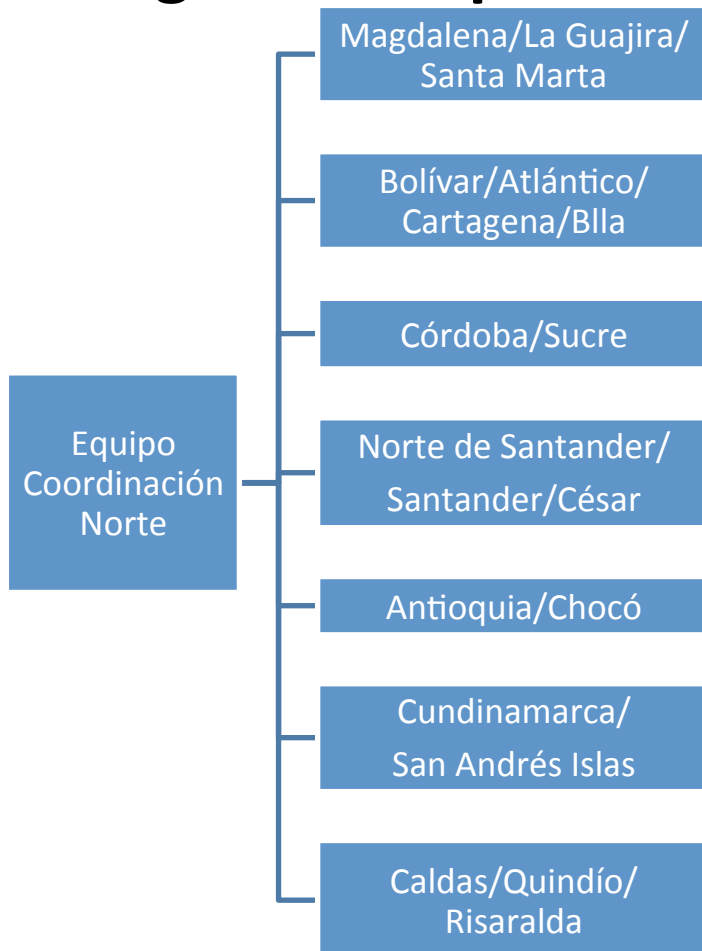 Equipo
Coordinación
Norte
Magdalena/La Guajira/
Santa Marta
Bolívar/Atlántico/
Cartagena/Blla
Córdoba/Sucre
Norte de Santander/
Santander/César
Antioquia/Chocó
Cundinamarca/
San Andrés Islas
Caldas/Quindío/
Risaralda